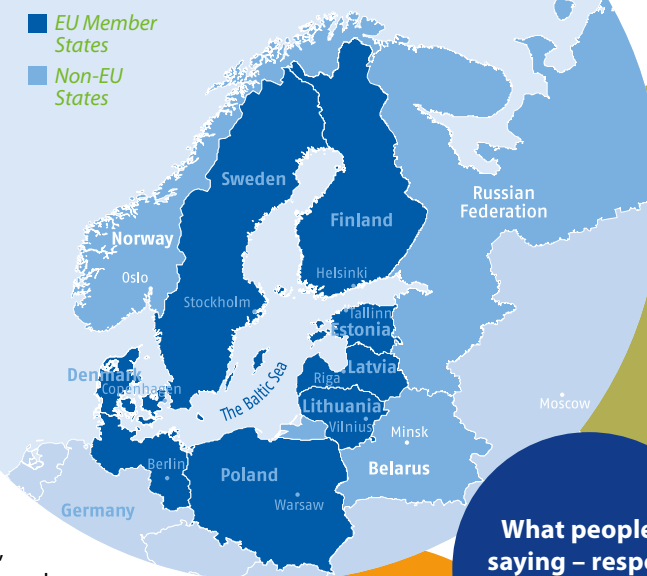 EU Member
States
Non-EU
States
Sweden
Finland
Russian
Federation
Norway
Oslo
Helsinki
Stockholm
Tallinn
Estonia
Denmark
Copenhagen
The Baltic Sea
Riga
Latvia
Lithuania
Vilnius
Moscow
Minsk
Belarus
Berlin
Poland
Warsaw
Germany
What people
saying – respo